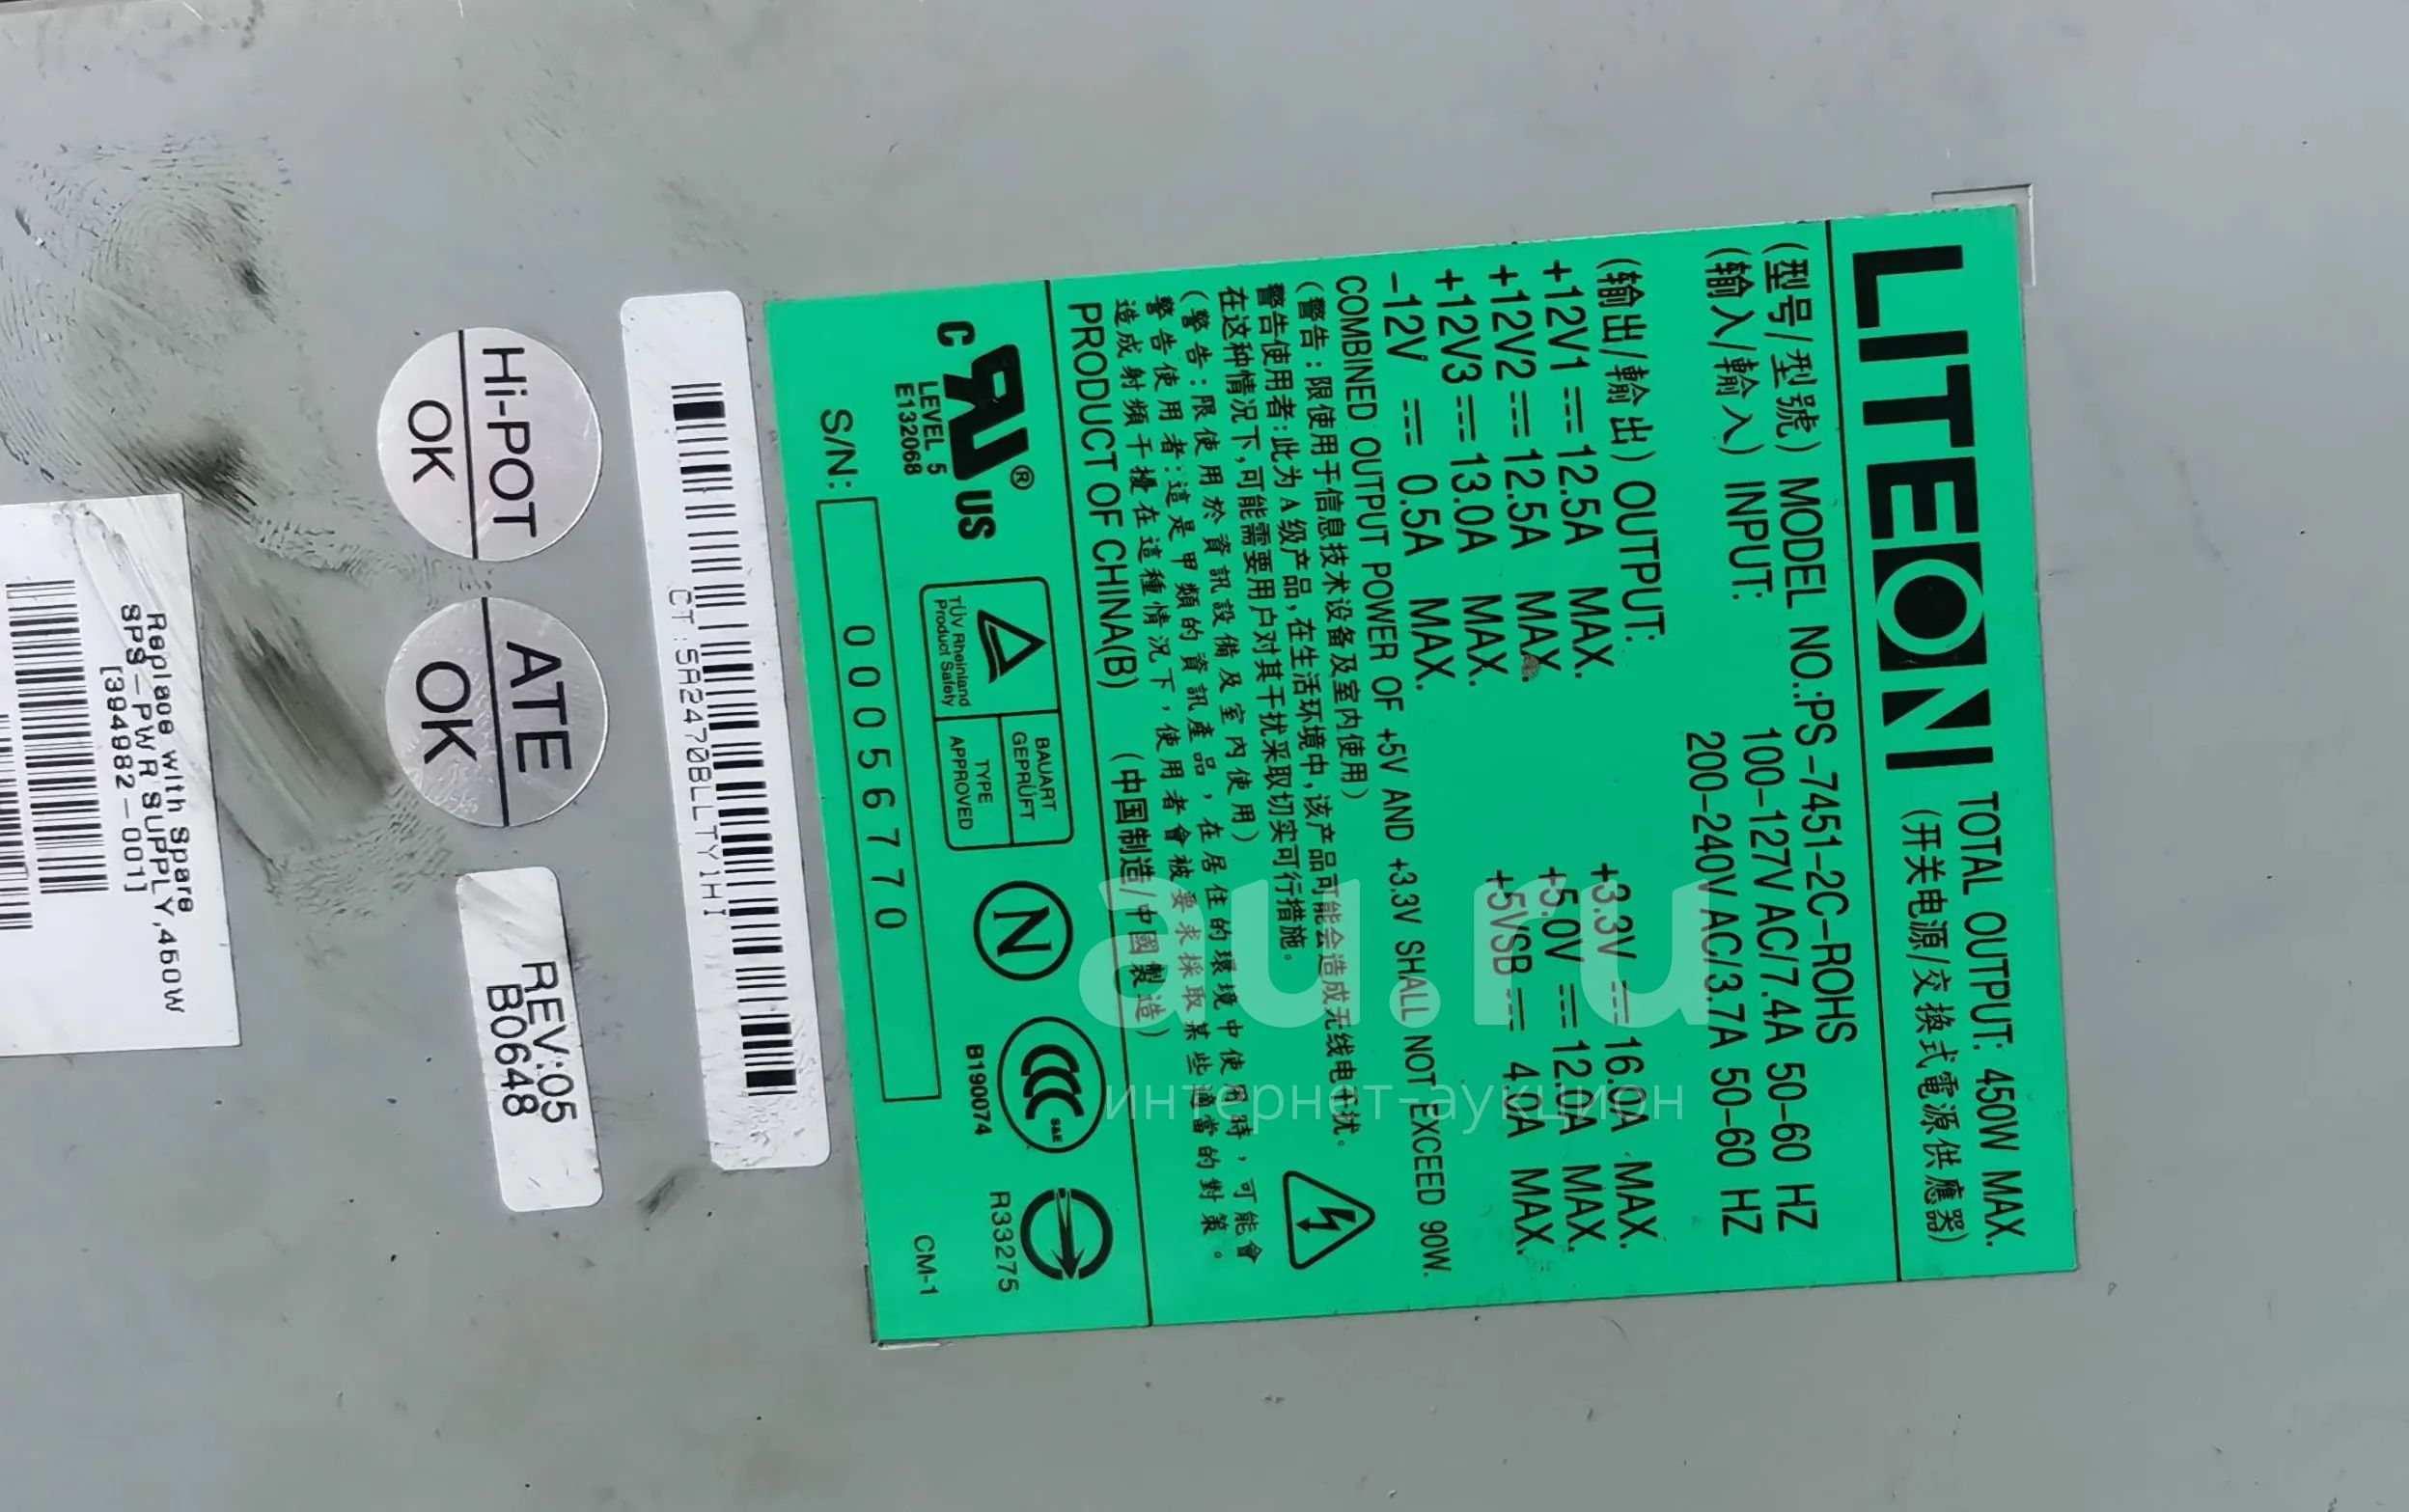 LITEON
TOTAL OUTPUT: 450W MAX.
(开关电源/交換式電源供應器)
(型号/型號) MODEL NO.:PS-7451-2C-ROHS
(输入/輸入) INPUT: 100-127V AC/7.4A 50-60 HZ
200-240V AC/3.7A 50-60 HZ
(输出/輸出) OUTPUT:
+12V1 ⎓ 12.5A MAX. +3.3V ⎓ 16.0A MAX.
+12V2 ⎓ 12.5A MAX. +5.0V ⎓ 12.0A MAX.
+12V3 ⎓ 13.0A MAX. +5VSB ⎓ 4.0A MAX.
-12V ⎓ 0.5A MAX.
COMBINED OUTPUT POWER OF +5V AND +3.3V SHALL NOT EXCEED 90W.
(警告:限使用于信息技术设备及室内使用)
警告使用者:此为A级产品,在生活环境中,该产品可能会造成无线电干扰。
在这种情况下,可能需要用户对其干扰采取切实可行措施。
(警告:限使用於資訊設備及室內使用)
警告使用者:這是甲類的資訊產品,在居住的環境中使用時,可能會
造成射頻干擾在這種情況下,使用者會被要求採取某些適當的對策。
PRODUCT OF CHINA(B) (中国制造/中國製造)
C UR ® US
LEVEL 5
E132068
TÜV Rheinland
Product Safety
BAUART
GEPRÜFT
TYPE
APPROVED
N
CCC
S&E
B190074
R33275
S/N: 00056770
CM-1
CT:5A2470BLLTY1HI
Hi-POT
OK
ATE
OK
REV:05
B0648
Replace with Spare
SPS-PWR SUPPLY,450W
[394982-001]
au.ru
интернет-аукцион